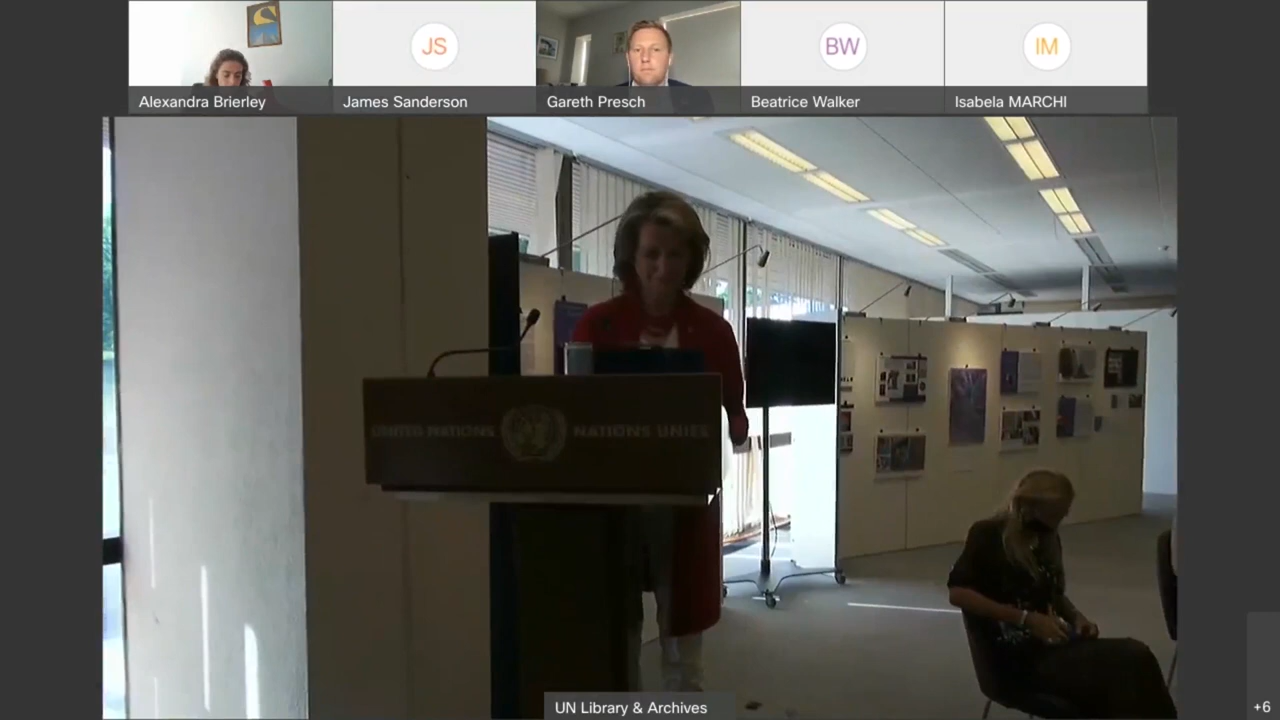 JS
BW
IM
Alexandra Brierley
James Sanderson
Gareth Presch
Beatrice Walker
Isabela MARCHI
UNITED NATIONS
NATIONS UNIES
UN Library & Archives
+6